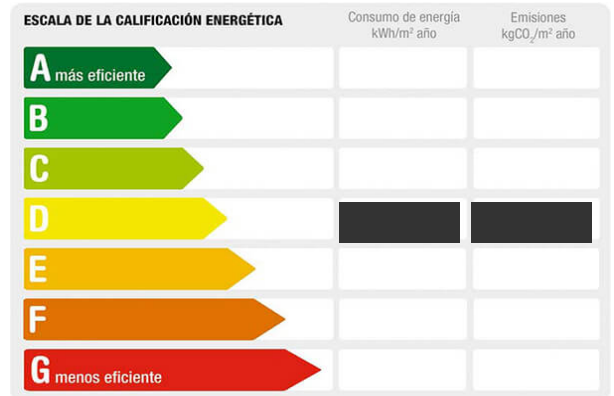 ESCALA DE LA CALIFICACIÓN ENERGÉTICA
Consumo de energía
kWh/m² año
Emisiones
kgCO₂/m² año
A más eficiente
B
C
D
E
F
G menos eficiente